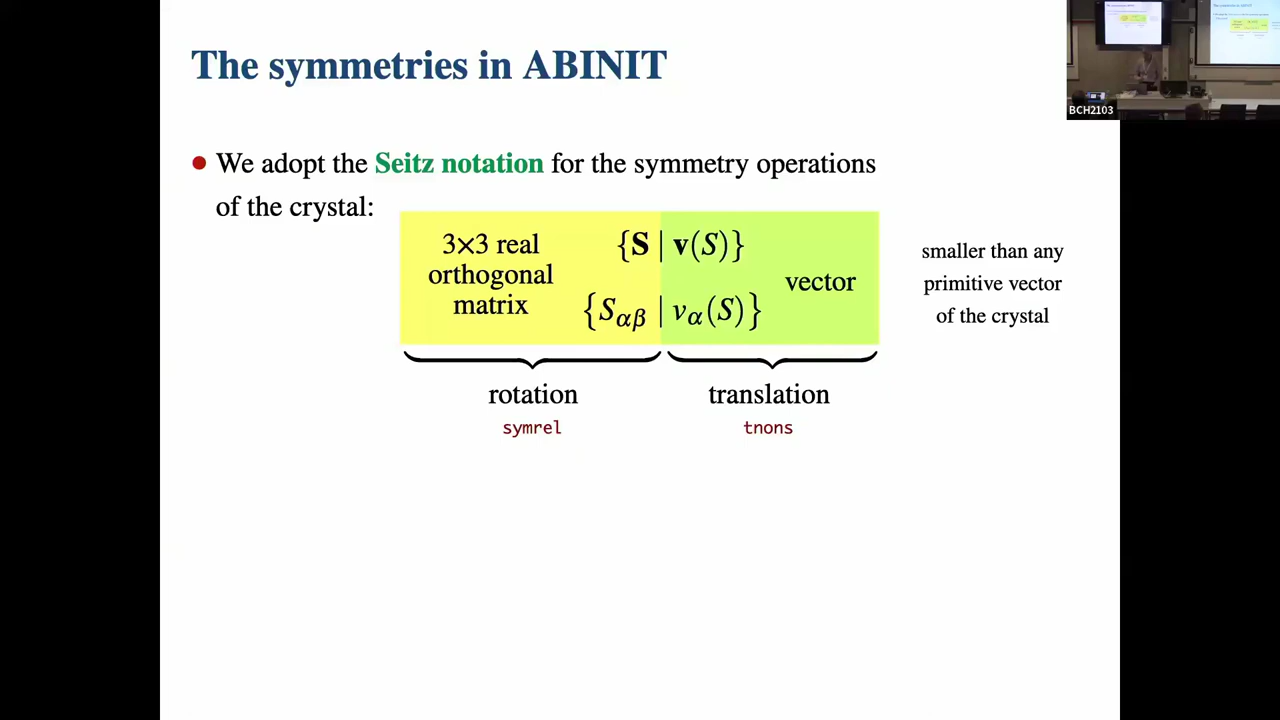 The symmetries in ABINIT
BCH2103
• We adopt the Seitz notation for the symmetry operations
of the crystal:
3×3 real
orthogonal
matrix
{S | v(S)}
{Sαβ | vα(S)}
vector
smaller than any
primitive vector
of the crystal
rotation
symrel
translation
tnons